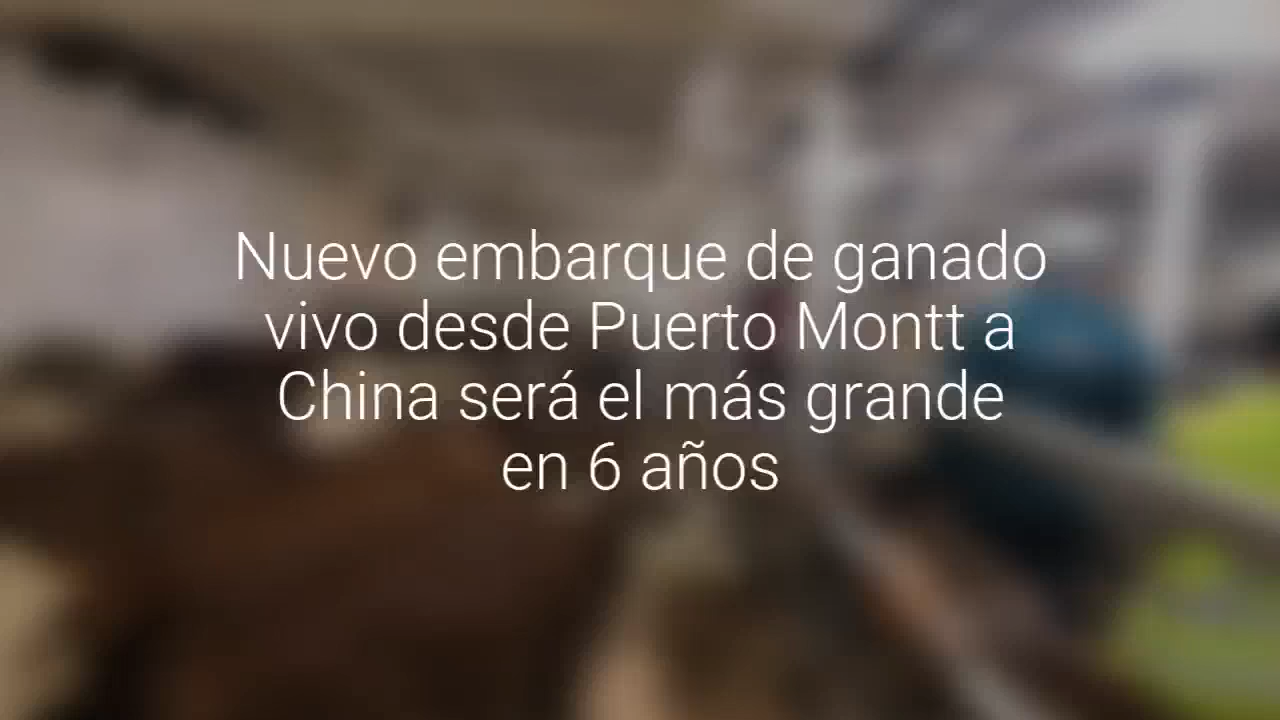 Nuevo embarque de ganado
vivo desde Puerto Montt a
China será el más grande
en 6 años